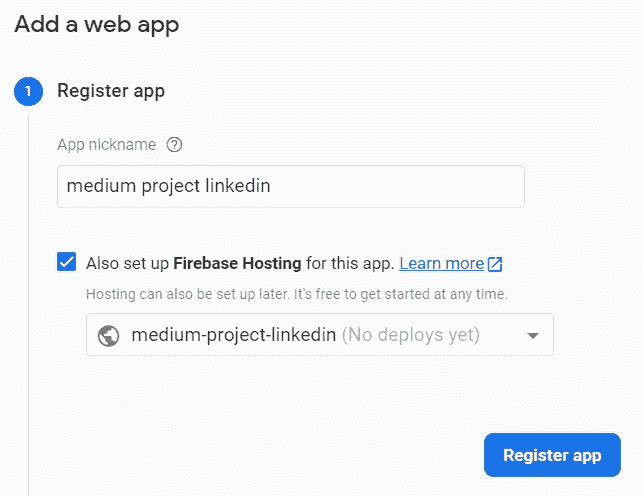 Add a web app
1 Register app
App nickname ?
medium project linkedin
Also set up Firebase Hosting for this app. Learn more
Hosting can also be set up later. It's free to get started at any time.
medium-project-linkedin (No deploys yet)
Register app